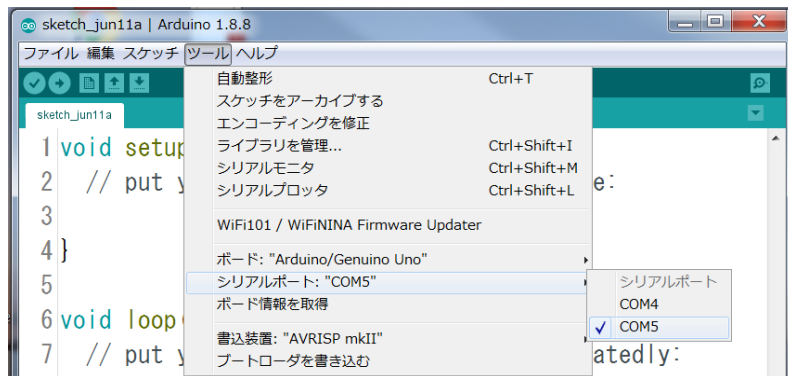 sketch_jun11a | Arduino 1.8.8
ファイル 編集 スケッチ ツール ヘルプ
自動整形 Ctrl+T
スケッチをアーカイブする
エンコーディングを修正
ライブラリを管理... Ctrl+Shift+I
シリアルモニタ Ctrl+Shift+M
シリアルプロッタ Ctrl+Shift+L
WiFi101 / WiFiNINA Firmware Updater
ボード: "Arduino/Genuino Uno"
シリアルポート: "COM5"
ボード情報を取得
書込装置: "AVRISP mkII"
ブートローダを書き込む
シリアルポート
COM4
COM5
sketch_jun11a
1 void setup
2 // put y e:
3
4 }
5
6 void loop(
7 // put y atedly: